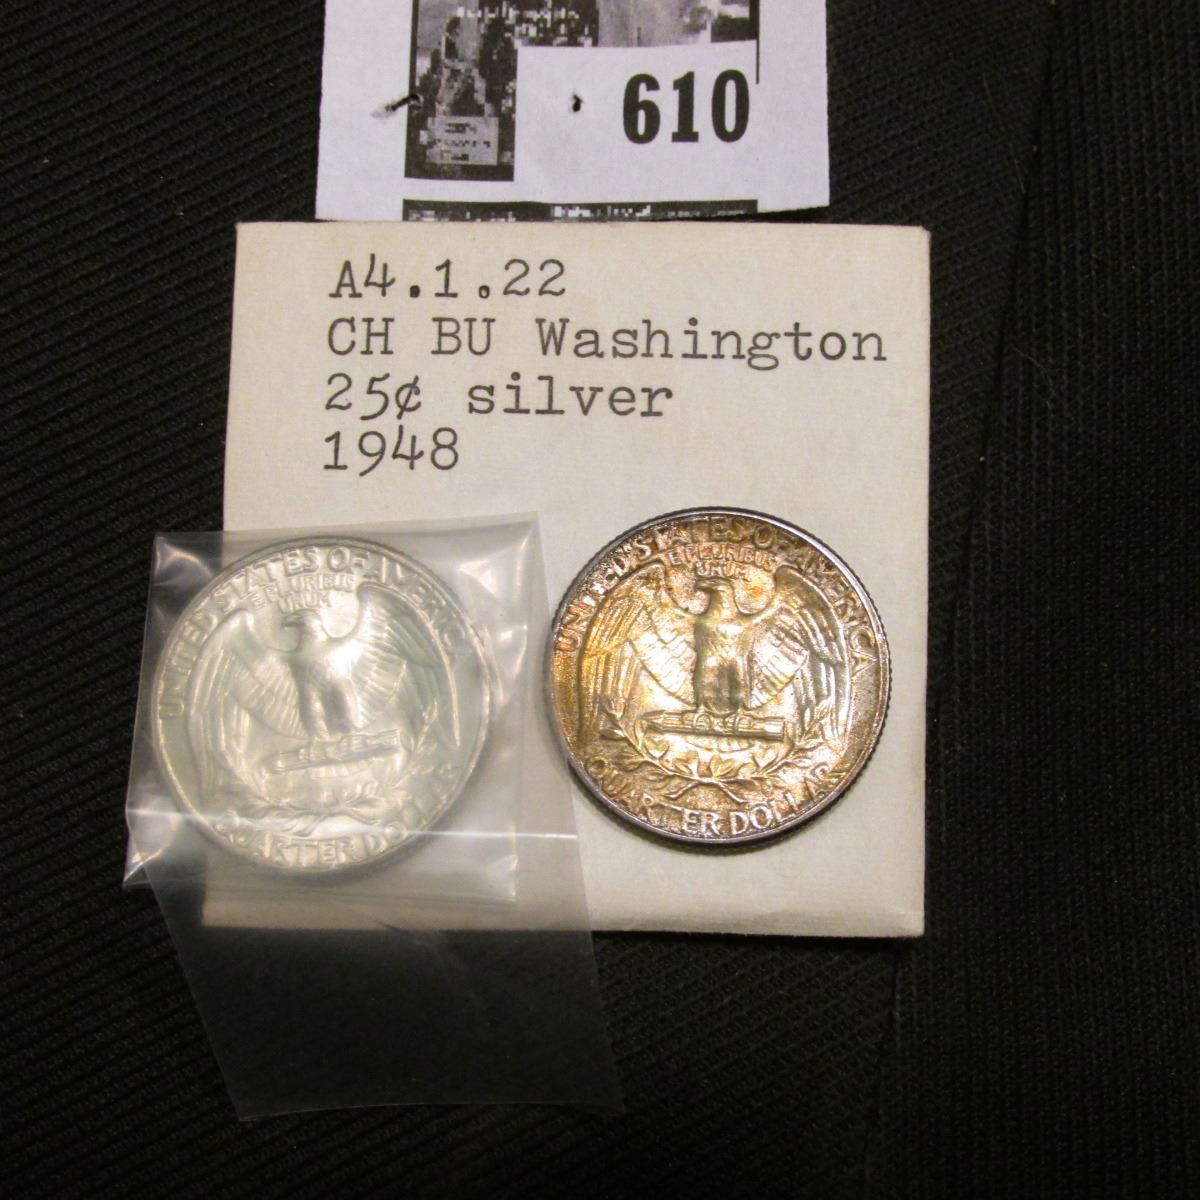 610
A4.1.22
CH BU Washington
25¢ silver
1948
UNITED STATES OF AMERICA
E PLURIBUS
UNUM
QUARTER DOLLAR
UNITED STATES OF AMERICA
E PLURIBUS
UNUM
QUARTER DOLLAR